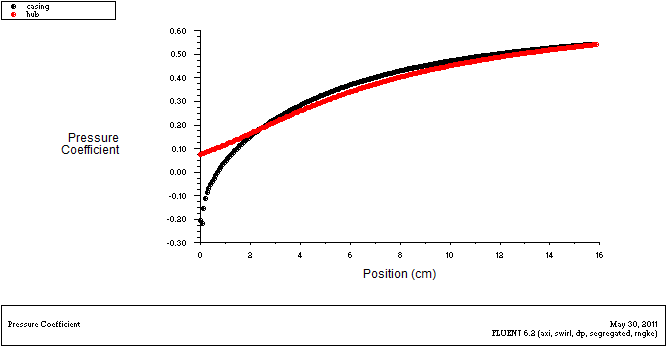 casing
hub
0.60
0.50
0.40
0.30
0.20
0.10
0.00
-0.10
-0.20
-0.30
Pressure
Coefficient
0 2 4 6 8 10 12 14 16
Position (cm)
Pressure Coefficient
May 30, 2011
FLUENT 6.2 (axi, swirl, dp, segregated, rngke)